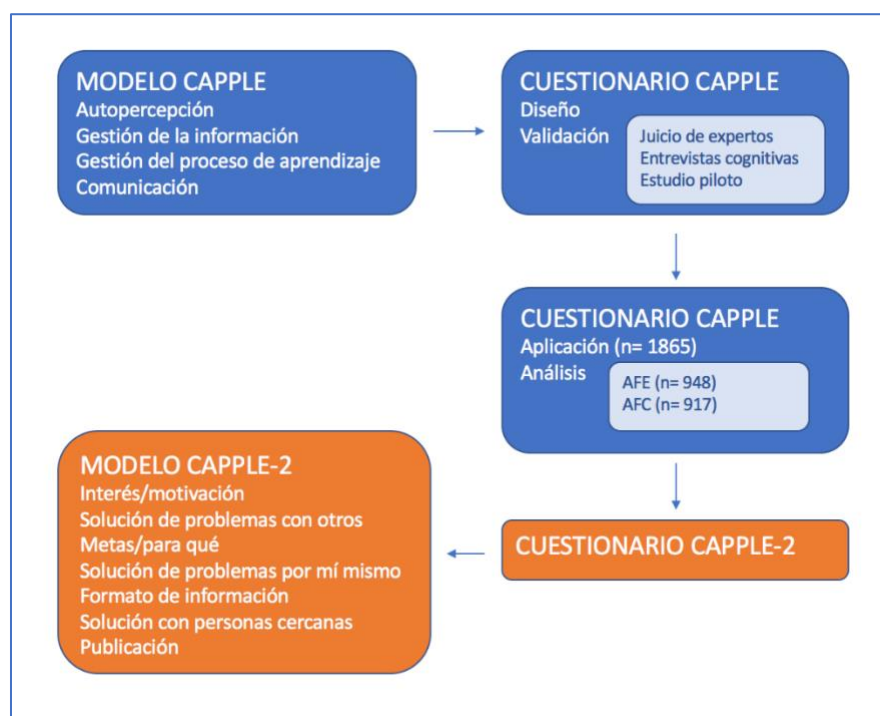 MODELO CAPPLE
Autopercepción
Gestión de la información
Gestión del proceso de aprendizaje
Comunicación
CUESTIONARIO CAPPLE
Diseño
Validación
Juicio de expertos
Entrevistas cognitivas
Estudio piloto
CUESTIONARIO CAPPLE
Aplicación (n= 1865)
Análisis
AFE (n= 948)
AFC (n= 917)
CUESTIONARIO CAPPLE-2
MODELO CAPPLE-2
Interés/motivación
Solución de problemas con otros
Metas/para qué
Solución de problemas por mí mismo
Formato de información
Solución con personas cercanas
Publicación